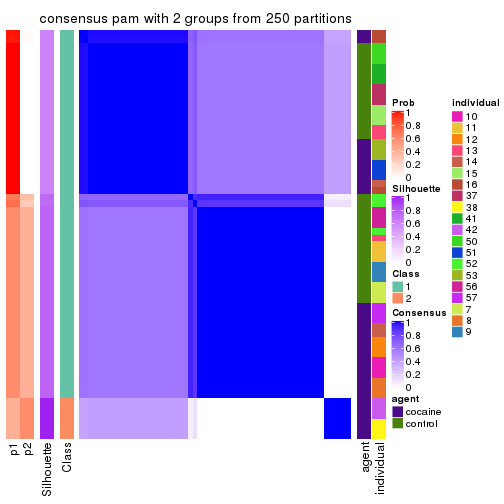 consensus pam with 2 groups from 250 partitions
Prob
1
0.8
0.6
0.4
0.2
0
Silhouette
1
0.8
0.6
0.4
0.2
0
Class
1
2
Consensus
1
0.8
0.6
0.4
0.2
0
agent
cocaine
control
individual
10
11
12
13
14
15
16
37
38
41
42
50
51
52
53
56
57
7
8
9
p1
p2
Silhouette
Class
agent
individual